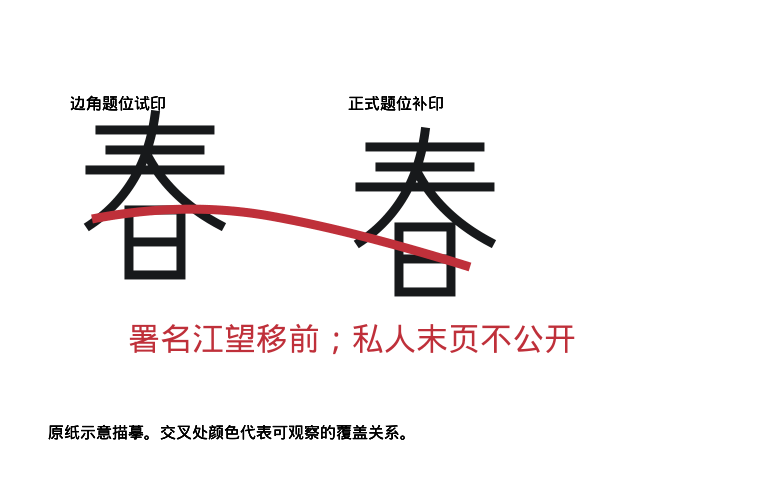 边角题位试印 正式题位补印
春 春
署名江望移前；私人末页不公开
原纸示意描摹。交叉处颜色代表可观察的覆盖关系。